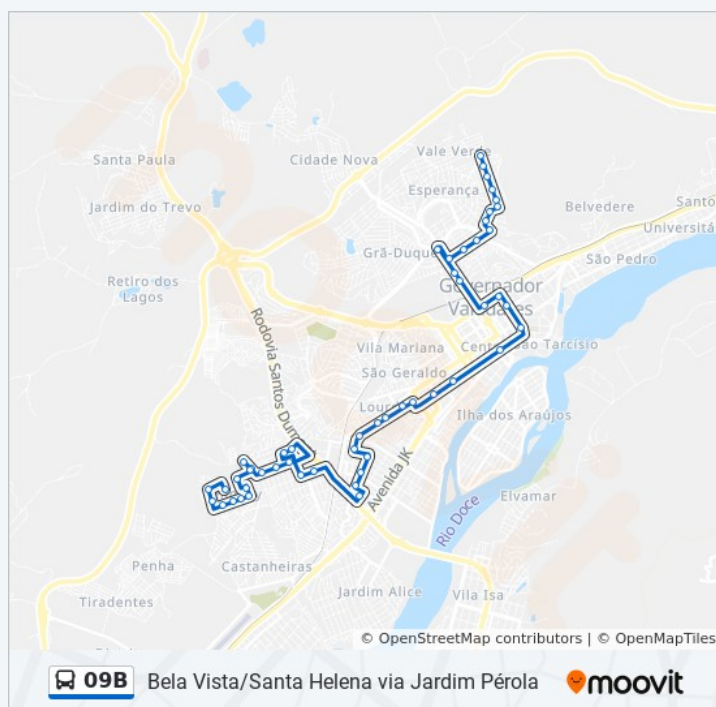 Vale Verde
Santa Paula
Cidade Nova
Esperança
Jardim do Trevo
Belvedere
Santo
Universitá
Grã-Duque
São Pedro
Retiro dos
Lagos
Governador
Valadares
Rodovia Santos Dumont
Centro
São Tarcísio
Vila Mariana
São Geraldo
Lourdes
Ilha dos Araújos
Avenida JK
Elvamar
Rio Doce
Penha
Castanheiras
Tiradentes
Jardim Alice
Vila Isa
© OpenStreetMap contributors | © OpenMapTiles
09B Bela Vista/Santa Helena via Jardim Pérola moovit